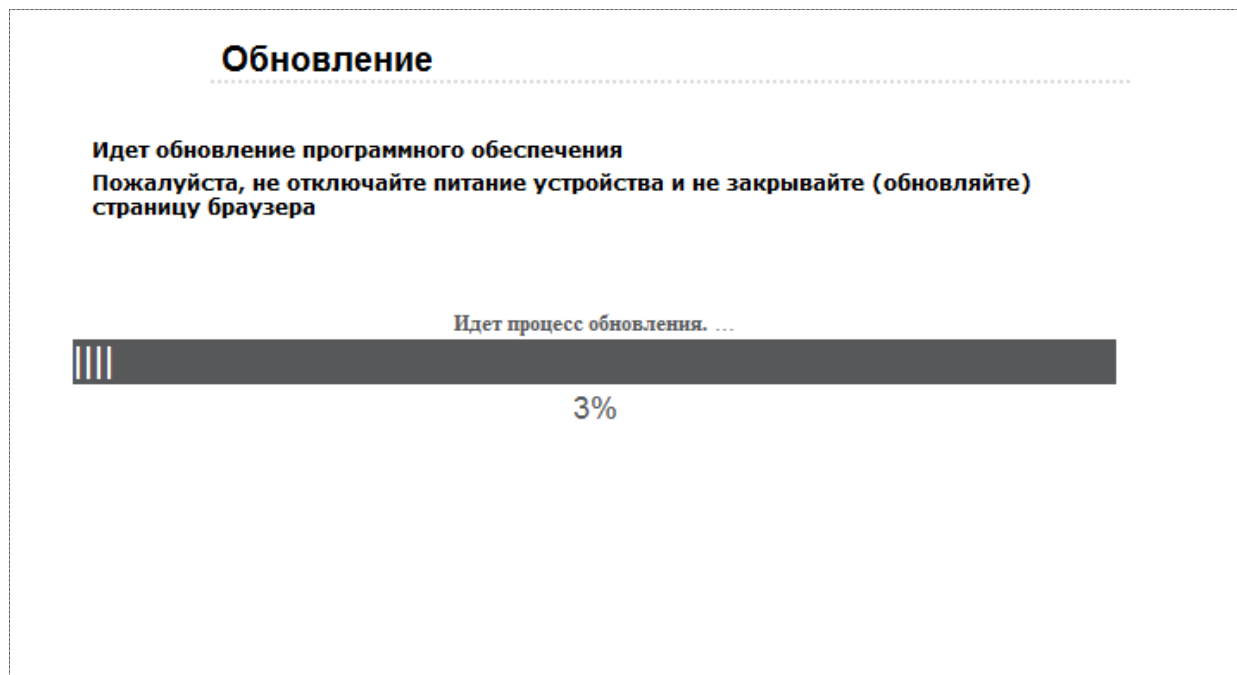 Обновление
Идет обновление программного обеспечения
Пожалуйста, не отключайте питание устройства и не закрывайте (обновляйте)
страницу браузера
Идет процесс обновления. ...
3%